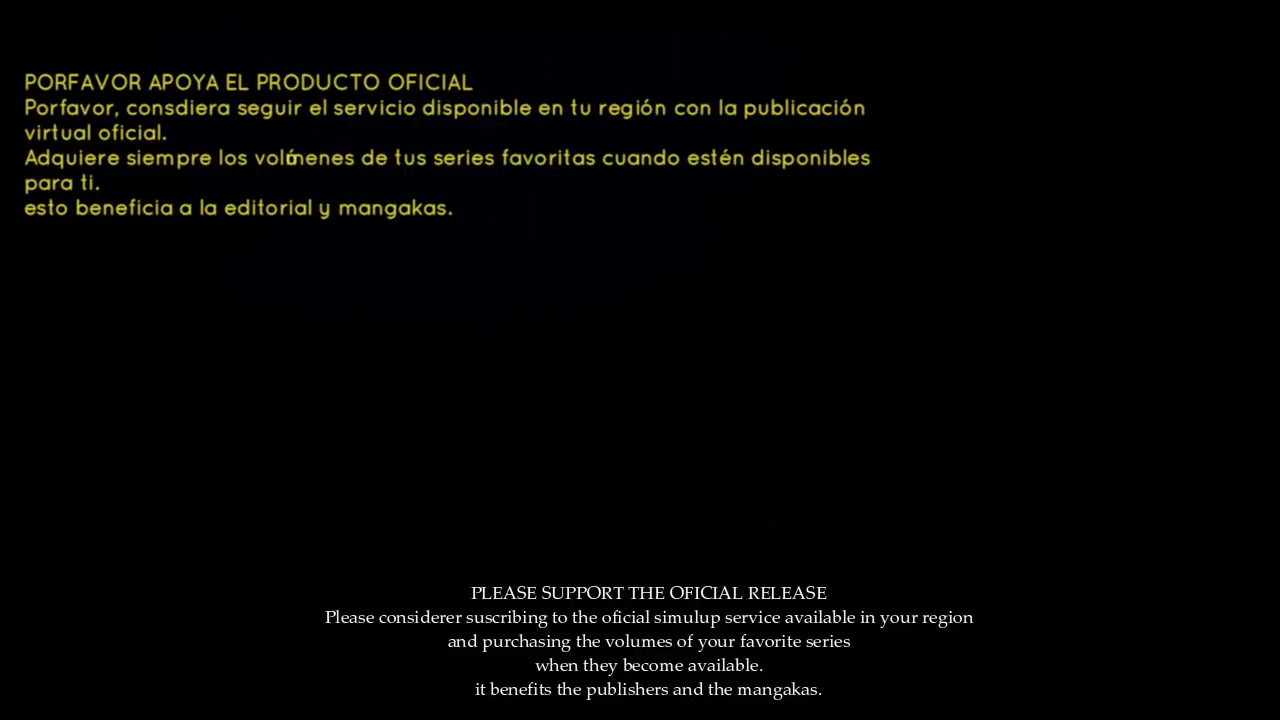 PORFAVOR APOYA EL PRODUCTO OFICIAL
Porfavor, consdiera seguir el servicio disponible en tu región con la publicación
virtual oficial.
Adquiere siempre los volúmenes de tus series favoritas cuando estén disponibles
para ti.
esto beneficia a la editorial y mangakas.
PLEASE SUPPORT THE OFICIAL RELEASE
Please considerer suscribing to the oficial simulup service available in your region
and purchasing the volumes of your favorite series
when they become available.
it benefits the publishers and the mangakas.